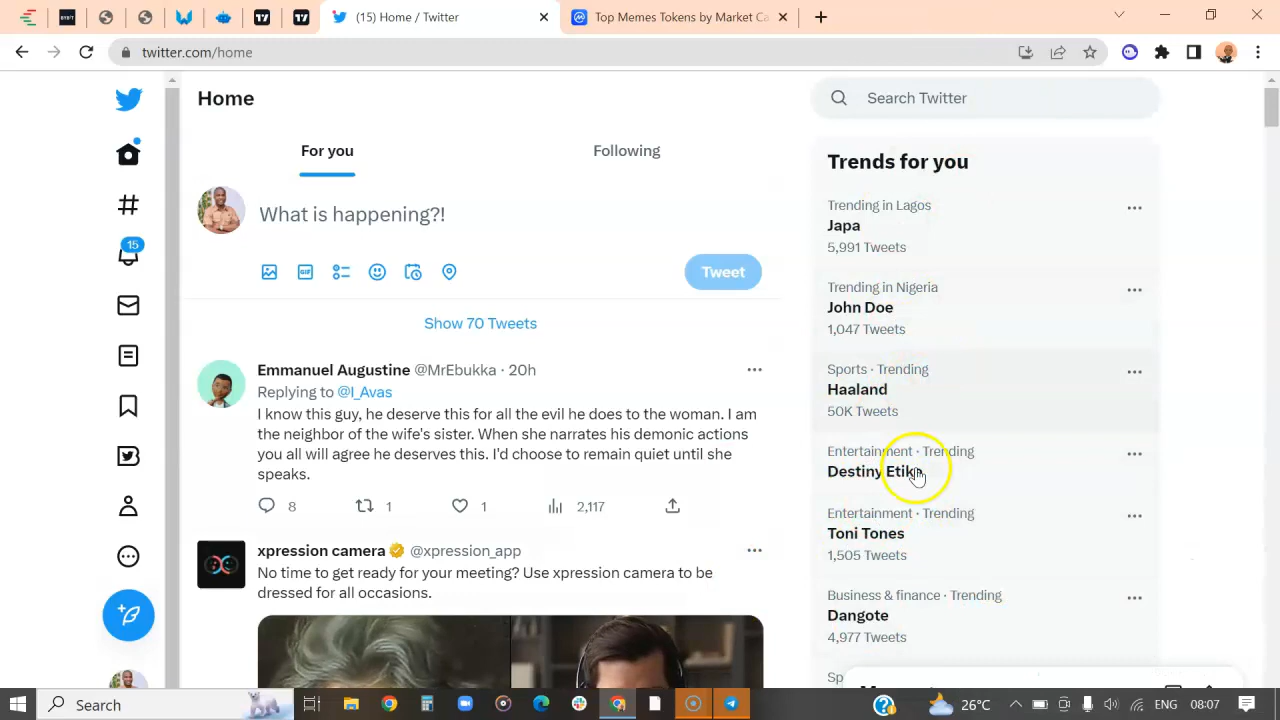 (15) Home / Twitter
Top Memes Tokens by Market Ca
twitter.com/home
Home
Search Twitter
For you
Following
What is happening?!
GIF
Tweet
15
Show 70 Tweets
Emmanuel Augustine @MrEbukka · 20h
Replying to @I_Avas
I know this guy, he deserve this for all the evil he does to the woman. I am
the neighbor of the wife's sister. When she narrates his demonic actions
you all will agree he deserves this. I'd choose to remain quiet until she
speaks.
8
1
1
2,117
xpression camera @xpression_app
No time to get ready for your meeting? Use xpression camera to be
dressed for all occasions.
Trends for you
Trending in Lagos
Japa
5,991 Tweets
Trending in Nigeria
John Doe
1,047 Tweets
Sports · Trending
Haaland
50K Tweets
Entertainment · Trending
Destiny Etiko
Entertainment · Trending
Toni Tones
1,505 Tweets
Business & finance · Trending
Dangote
4,977 Tweets
Search
26°C
ENG
08:07